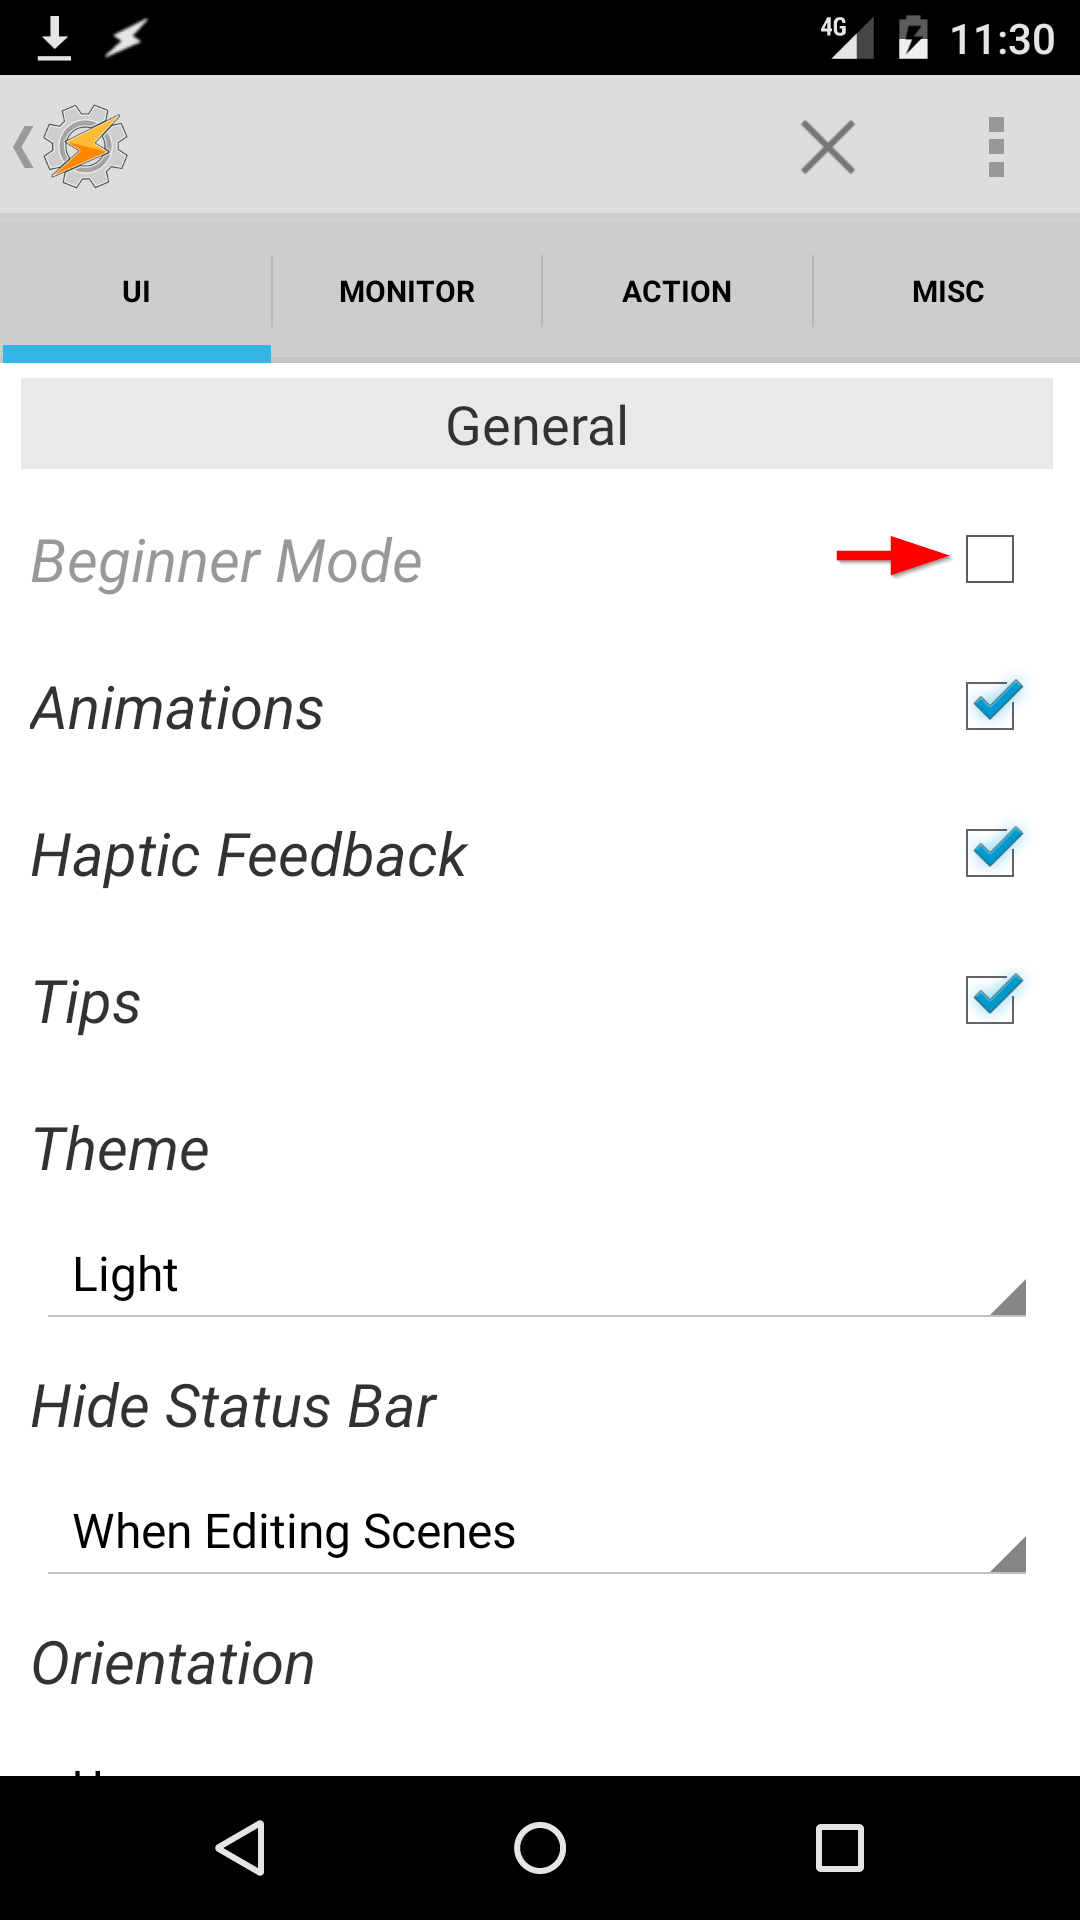 4G 11:30
UI MONITOR ACTION MISC
General
Beginner Mode
Animations
Haptic Feedback
Tips
Theme
Light
Hide Status Bar
When Editing Scenes
Orientation